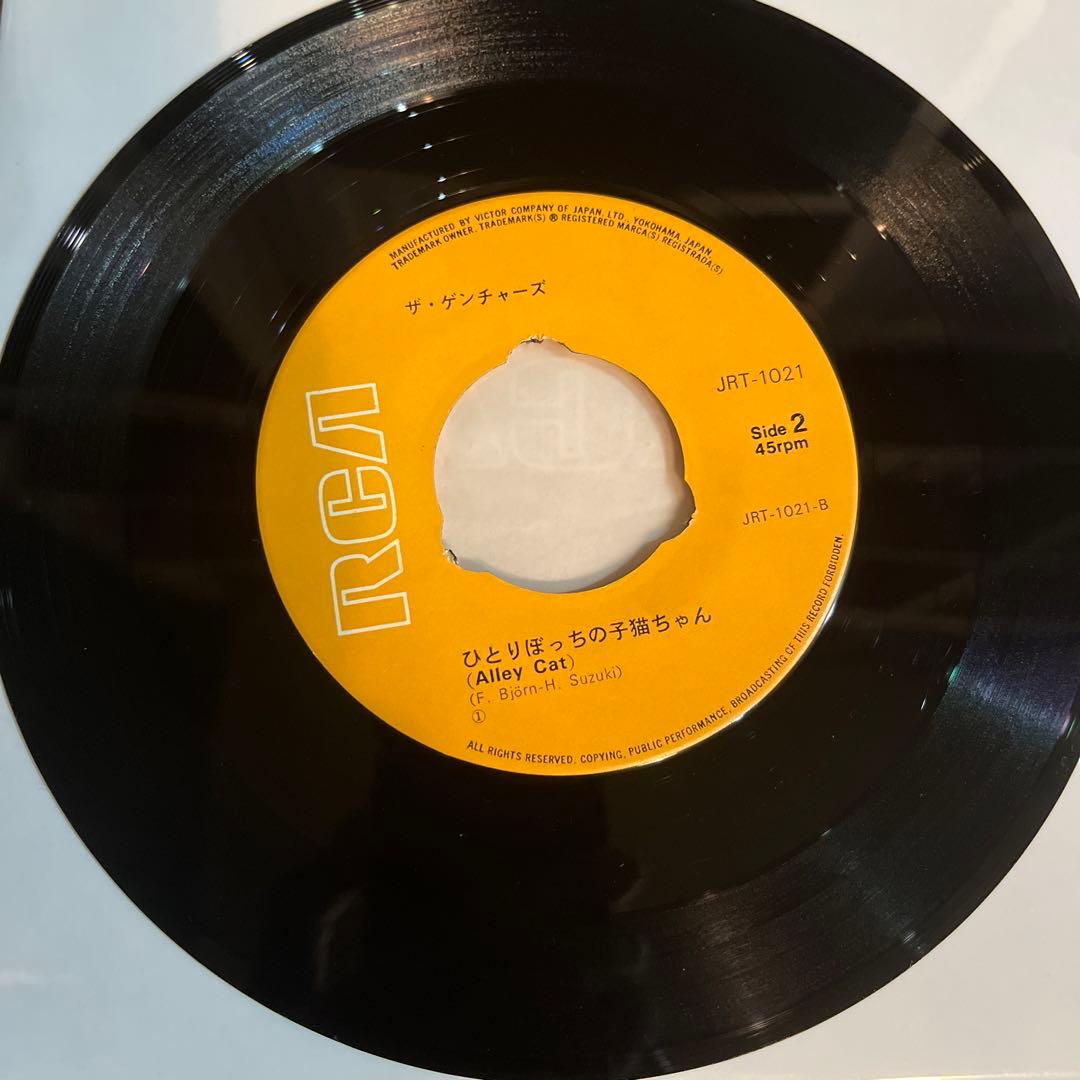 MANUFACTURED BY VICTOR COMPANY OF JAPAN, LTD., YOKOHAMA, JAPAN.
TRADEMARK OWNER. TRADEMARK(S) ® REGISTERED MARCA(S) REGISTRADA(S)
ザ・ゲンチャーズ
RCA
JRT-1021
Side 2
45rpm
JRT-1021-B
ひとりぼっちの子猫ちゃん
(Alley Cat)
(F. Björn-H. Suzuki)
①
ALL RIGHTS RESERVED, COPYING, PUBLIC PERFORMANCE, BROADCASTING OF THIS RECORD FORBIDDEN.